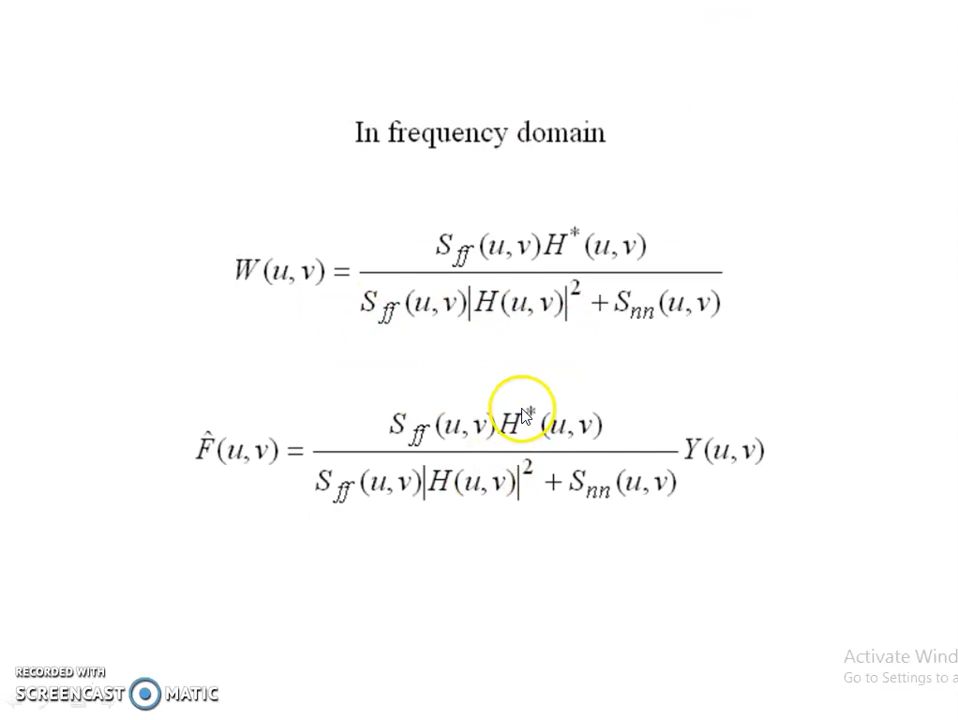 In frequency domain
W(u,v) = S_ff(u,v)H*(u,v) / S_ff(u,v)|H(u,v)|² + S_nn(u,v)
F̂(u,v) = S_ff(u,v)H*(u,v) / S_ff(u,v)|H(u,v)|² + S_nn(u,v) Y(u,v)
Activate Wind
Go to Settings to a
RECORDED WITH
SCREENCAST MATIC